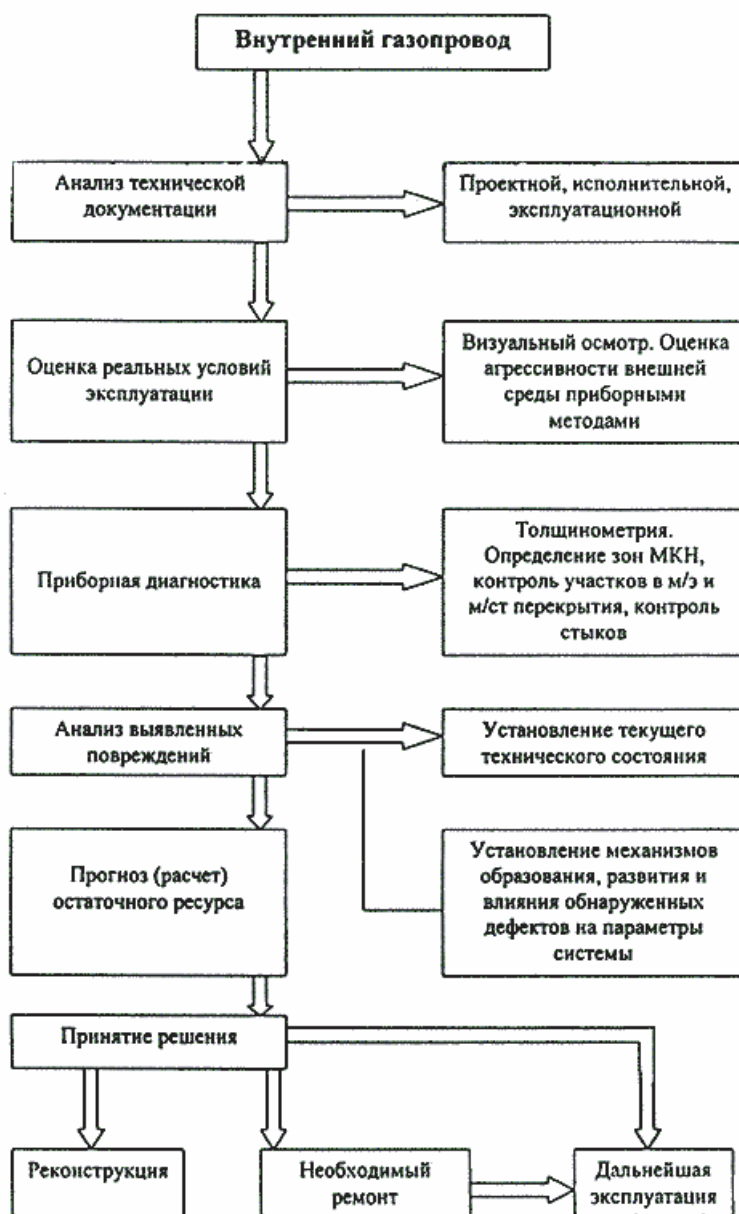 Внутренний газопровод
Анализ технической
документации
Проектной, исполнительной,
эксплуатационной
Оценка реальных условий
эксплуатации
Визуальный осмотр. Оценка
агрессивности внешней
среды приборными
методами
Приборная диагностика
Толщинометрия.
Определение зон МКН,
контроль участков в м/э и
м/ст перекрытия, контроль
стыков
Анализ выявленных
повреждений
Установление текущего
технического состояния
Прогноз (расчет)
остаточного ресурса
Установление механизмов
образования, развития и
влияния обнаруженных
дефектов на параметры
системы
Принятие решения
Реконструкция
Необходимый
ремонт
Дальнейшая
эксплуатация